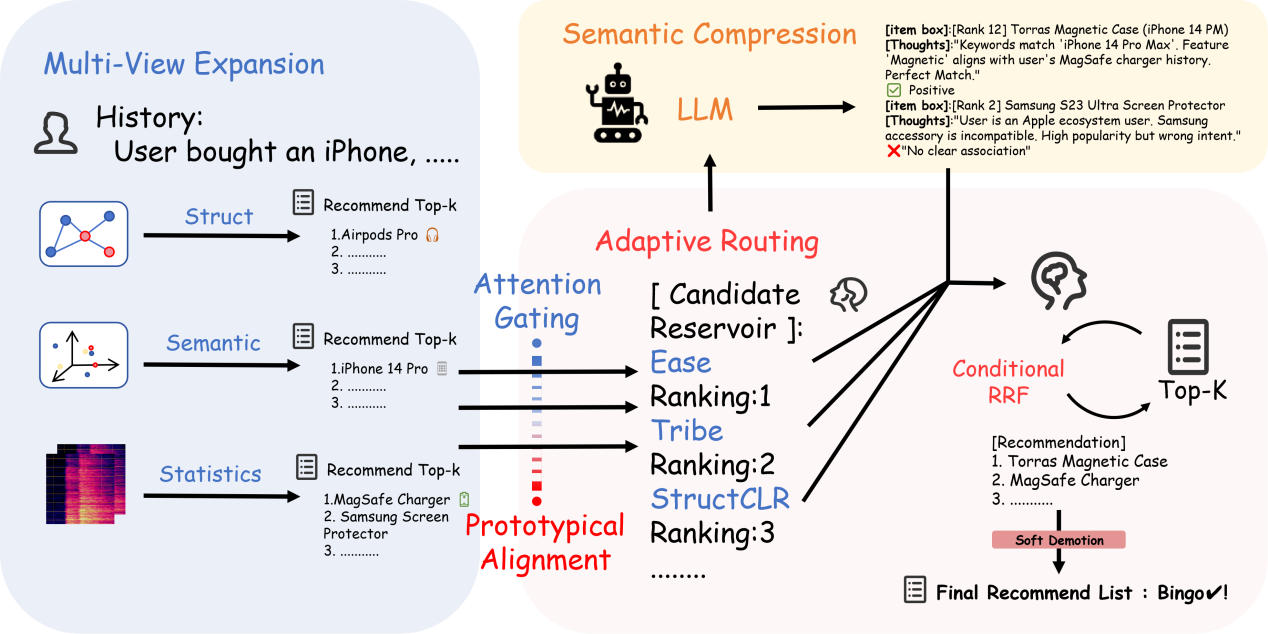 Multi-View Expansion
History:
User bought an iPhone, .....
Struct
Recommend Top-k
1.Airpods Pro
2. ...........
3. ...........
Semantic
Recommend Top-k
1.iPhone 14 Pro
2. ...........
3. ...........
Statistics
Recommend Top-k
1.MagSafe Charger
2. Samsung Screen
Protector
3. ...........
Attention
Gating
Prototypical
Alignment
Semantic Compression
LLM
[item box]:[Rank 12] Torras Magnetic Case (iPhone 14 PM)
[Thoughts]:"Keywords match 'iPhone 14 Pro Max'. Feature
'Magnetic' aligns with user's MagSafe charger history.
Perfect Match."
✅ Positive
[item box]:[Rank 2] Samsung S23 Ultra Screen Protector
[Thoughts]:"User is an Apple ecosystem user. Samsung
accessory is incompatible. High popularity but wrong intent."
❌"No clear association"
Adaptive Routing
[ Candidate
Reservoir ]:
Ease
Ranking:1
Tribe
Ranking:2
StructCLR
Ranking:3
........
Conditional
RRF
Top-K
[Recommendation]
1. Torras Magnetic Case
2. MagSafe Charger
3. ...........
Soft Demotion
Final Recommend List : Bingo✔!